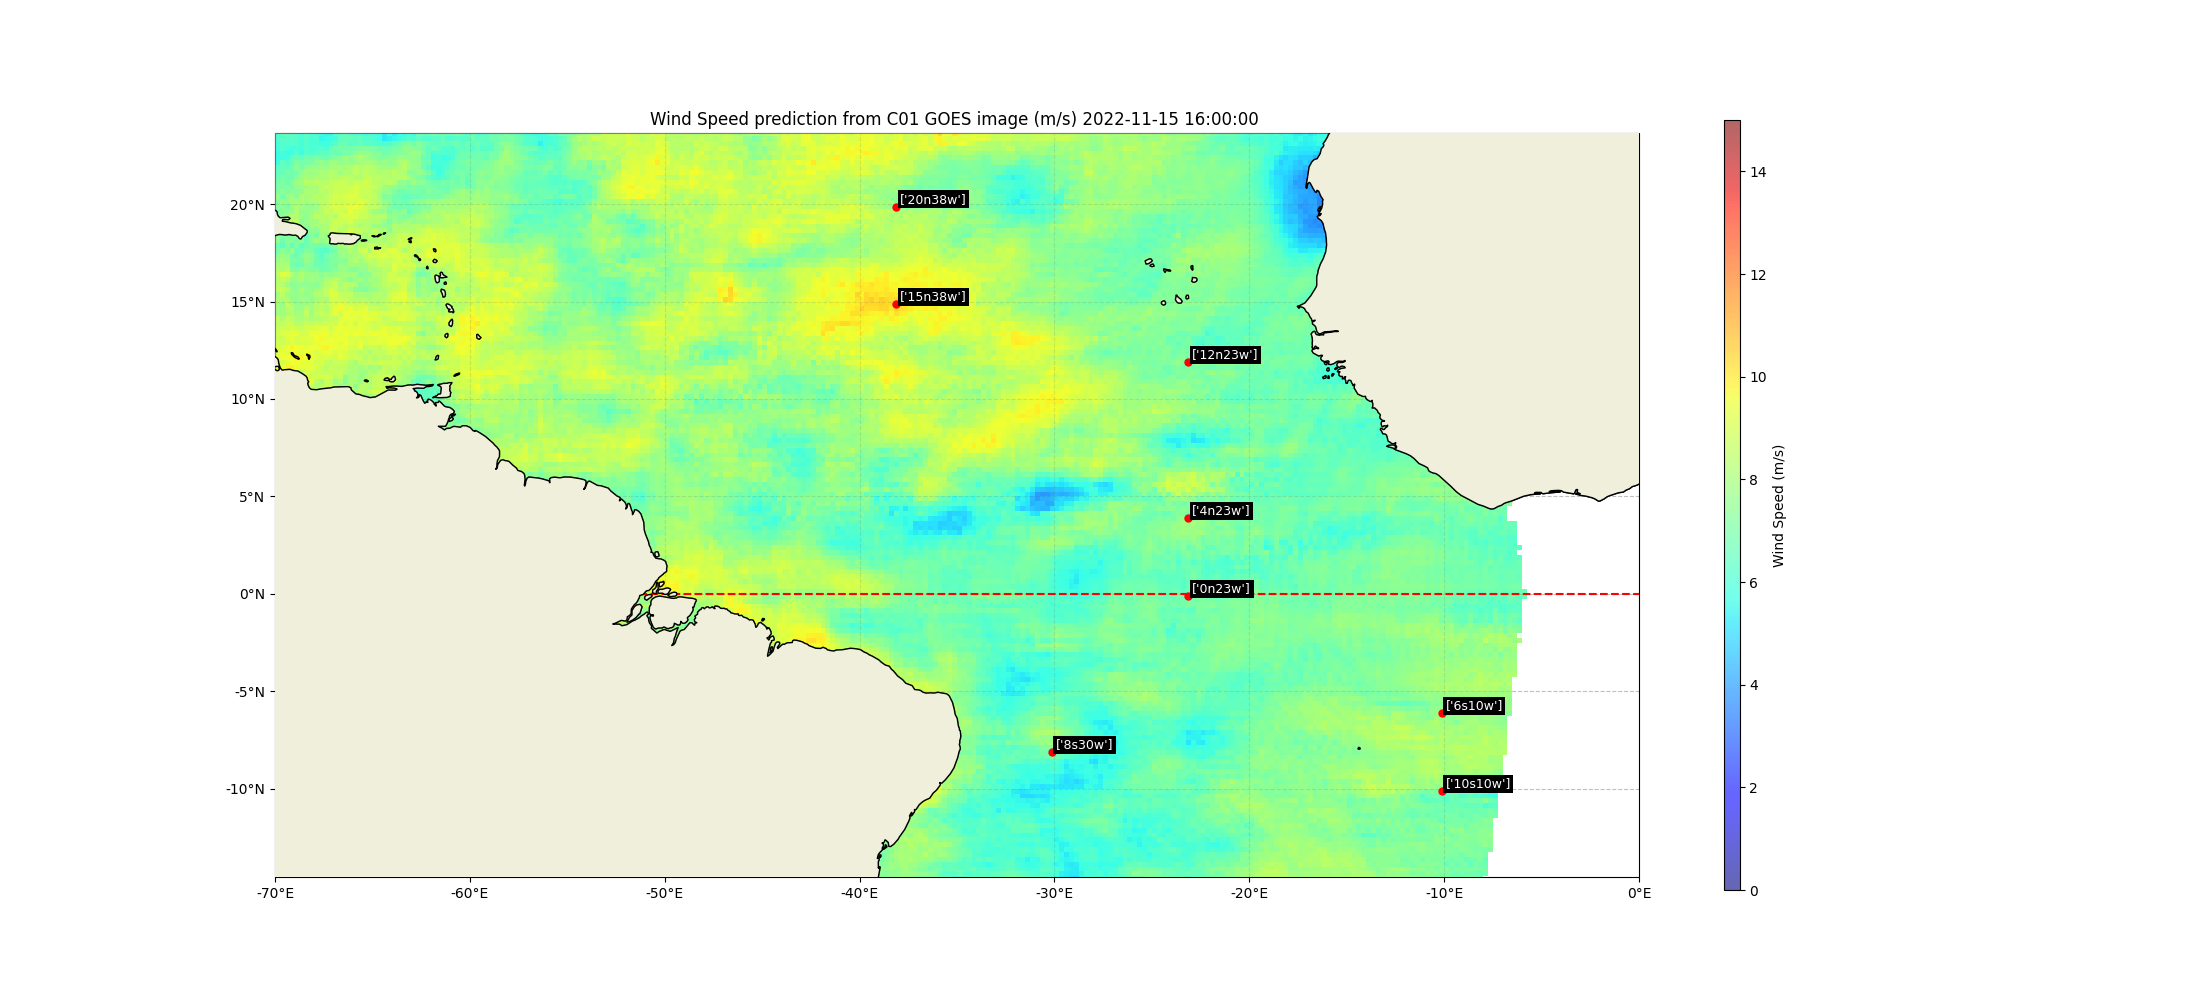 Wind Speed prediction from C01 GOES image (m/s) 2022-11-15 16:00:00
20°N
15°N
10°N
5°N
0°N
-5°N
-10°N
['20n38w']
['15n38w']
['12n23w']
['4n23w']
['0n23w']
['6s10w']
['8s30w']
['10s10w']
-70°E
-60°E
-50°E
-40°E
-30°E
-20°E
-10°E
0°E
14
12
10
8
6
4
2
0
Wind Speed (m/s)